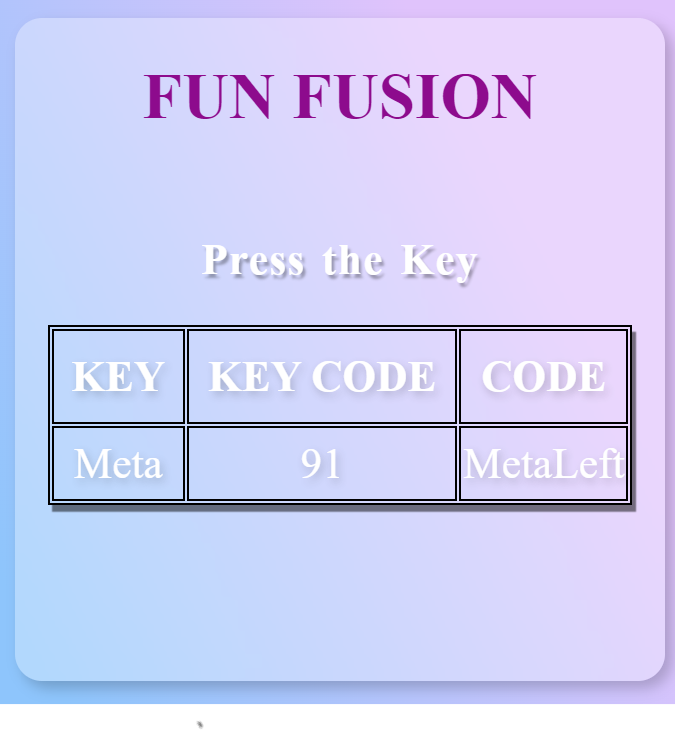 FUN FUSION
Press the Key
KEY KEY CODE CODE
Meta 91 MetaLeft
`